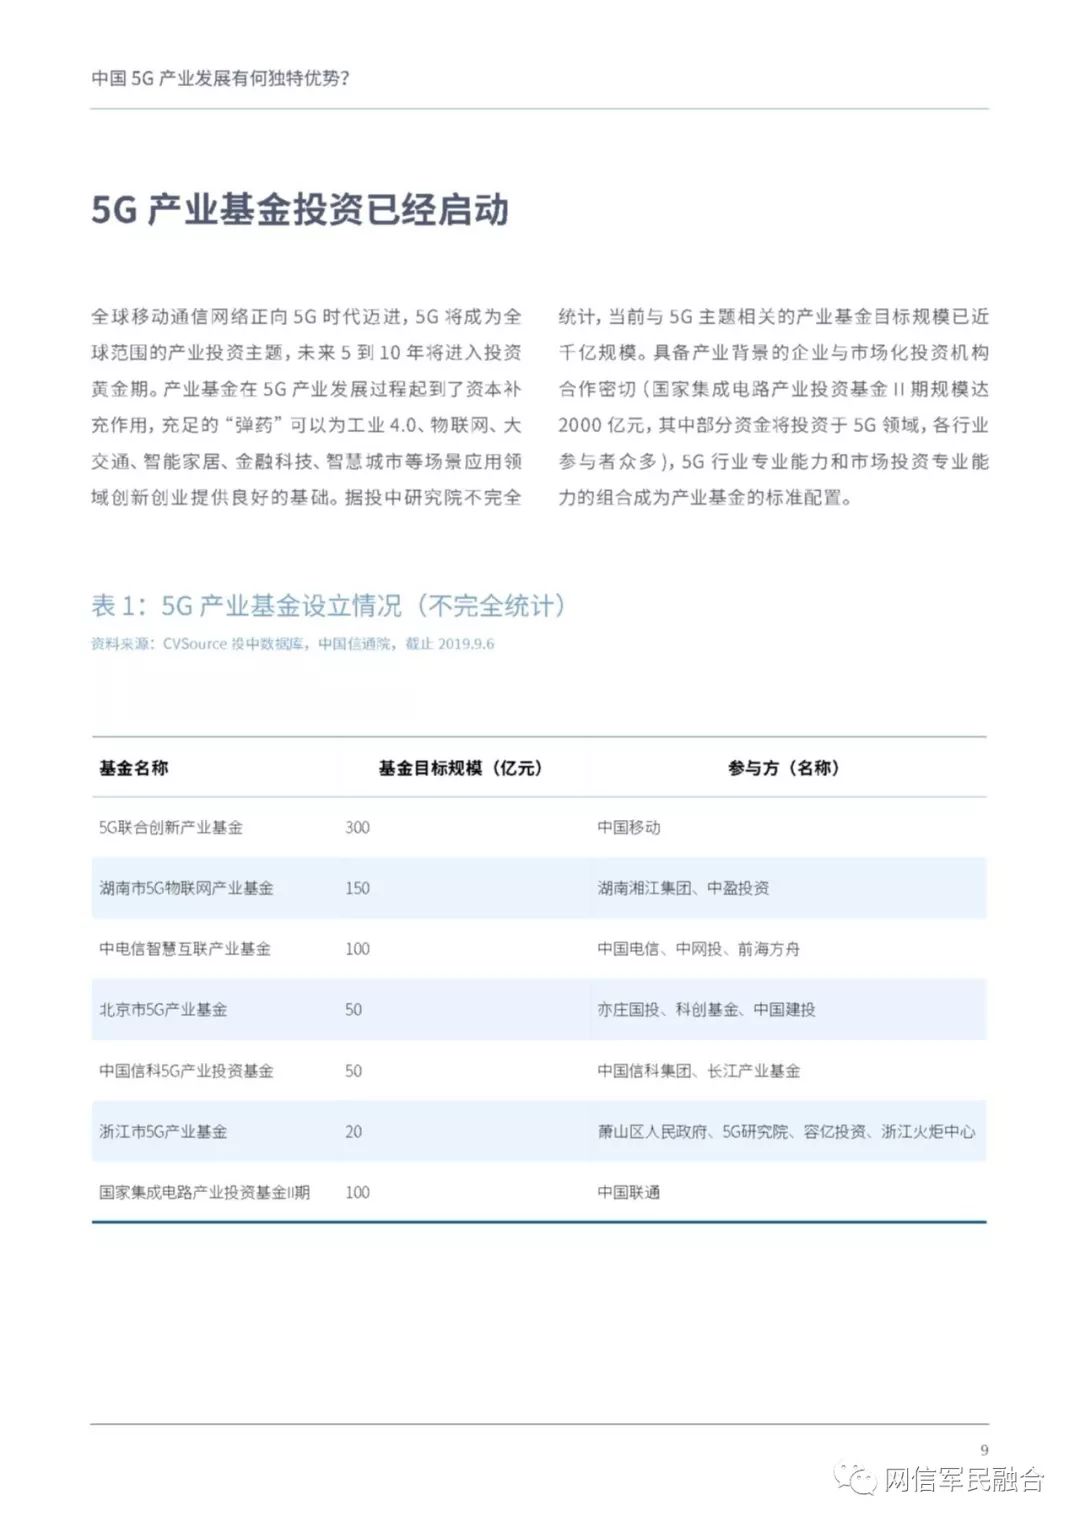 中国 5G 产业发展有何独特优势？
5G 产业基金投资已经启动
全球移动通信网络正向 5G 时代迈进，5G 将成为全
球范围的产业投资主题，未来 5 到 10 年将进入投资
黄金期。产业基金在 5G 产业发展过程起到了资本补
充作用，充足的“弹药”可以为工业 4.0、物联网、大
交通、智能家居、金融科技、智慧城市等场景应用领
域创新创业提供良好的基础。据投中研究院不完全
统计，当前与 5G 主题相关的产业基金目标规模已近
千亿规模。具备产业背景的企业与市场化投资机构
合作密切（国家集成电路产业投资基金 II 期规模达
2000 亿元，其中部分资金将投资于 5G 领域，各行业
参与者众多），5G 行业专业能力和市场投资专业能
力的组合成为产业基金的标准配置。
表 1：5G 产业基金设立情况（不完全统计）
资料来源：CVSource 投中数据库，中国信通院，截止 2019.9.6
基金名称 基金目标规模（亿元） 参与方（名称）
5G联合创新产业基金 300 中国移动
湖南市5G物联网产业基金 150 湖南湘江集团、中盈投资
中电信智慧互联产业基金 100 中国电信、中网投、前海方舟
北京市5G产业基金 50 亦庄国投、科创基金、中国建投
中国信科5G产业投资基金 50 中国信科集团、长江产业基金
浙江市5G产业基金 20 萧山区人民政府、5G研究院、容亿投资、浙江火炬中心
国家集成电路产业投资基金II期 100 中国联通
9
网信军民融合